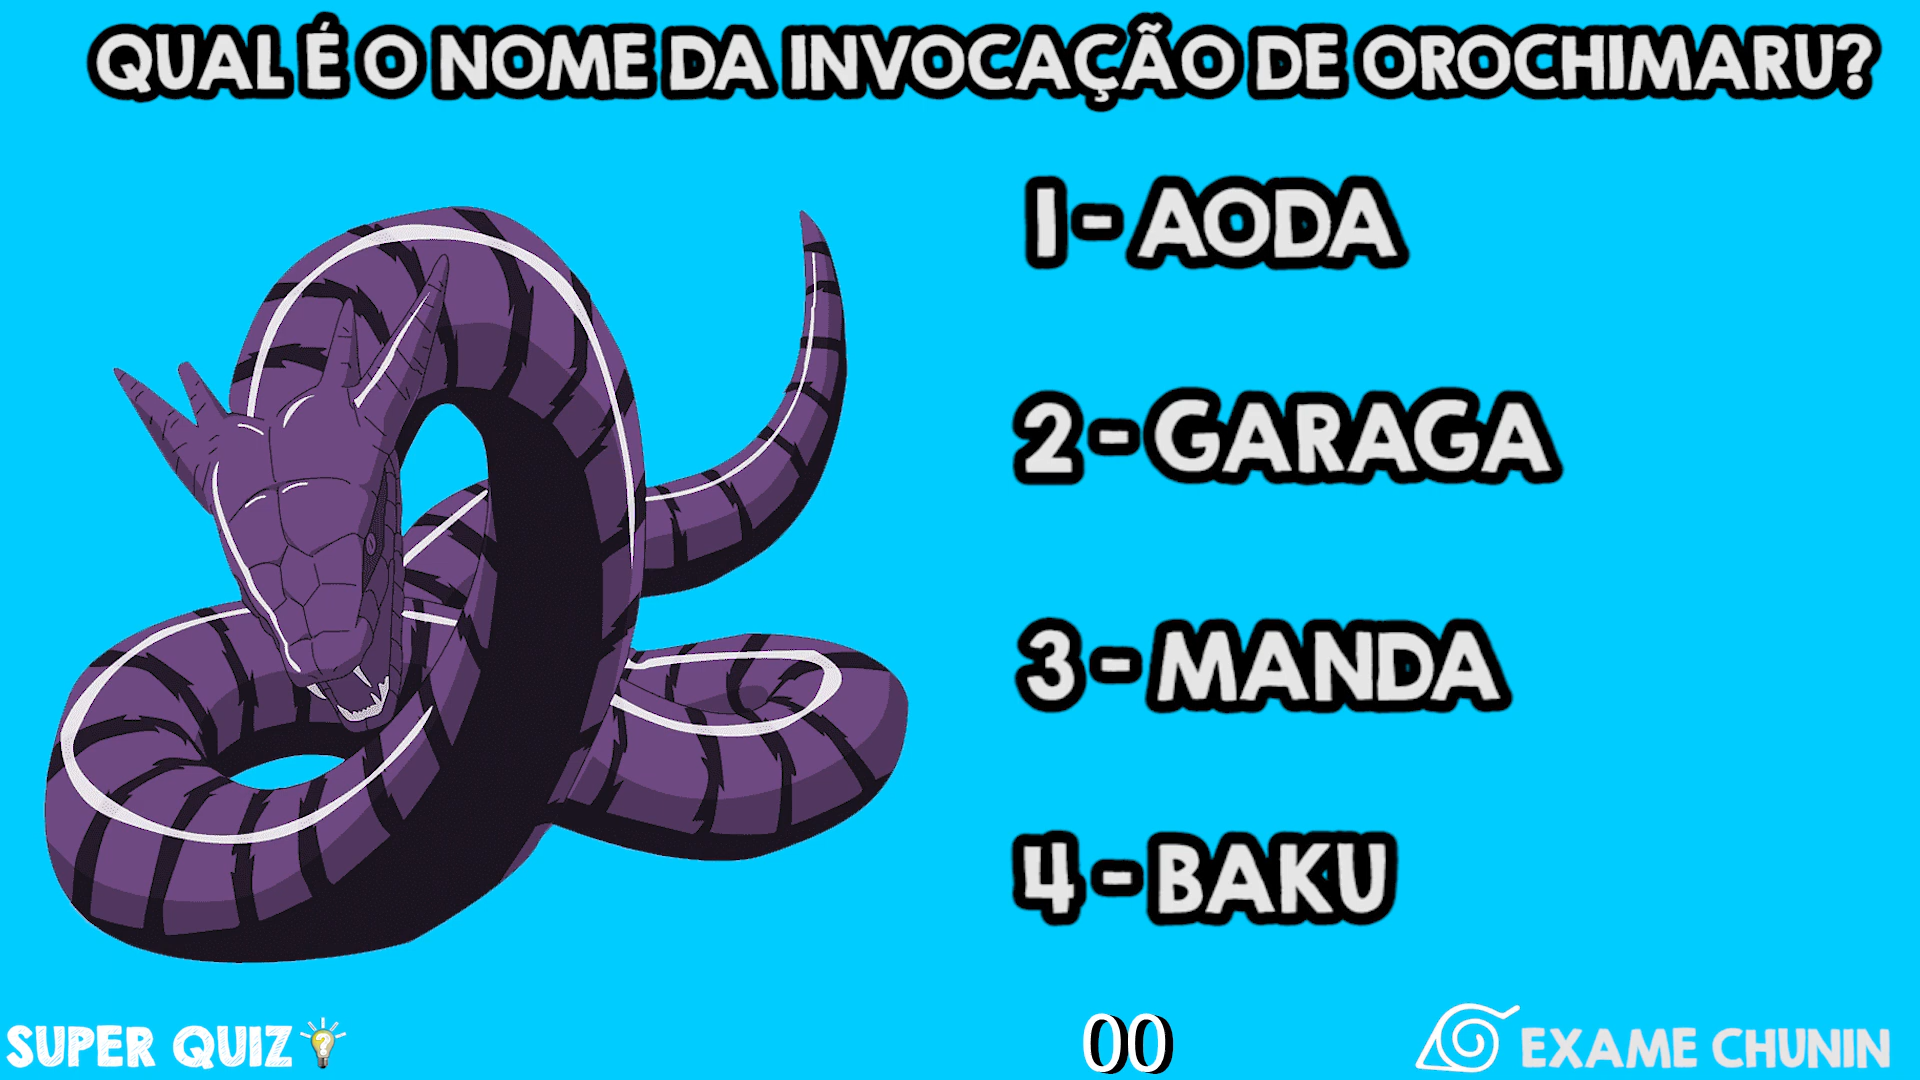 QUAL É O NOME DA INVOCAÇÃO DE OROCHIMARU?
1 - AODA
2 - GARAGA
3 - MANDA
4 - BAKU
SUPER QUIZ
00
EXAME CHUNIN